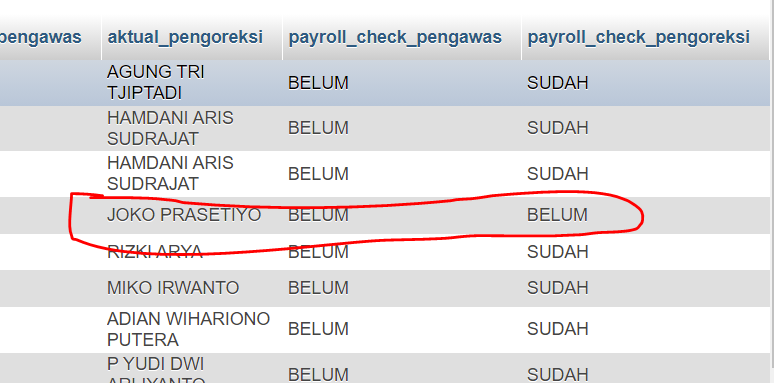 pengawas aktual_pengoreksi payroll_check_pengawas payroll_check_pengoreksi
AGUNG TRI
TJIPTADI BELUM SUDAH
HAMDANI ARIS
SUDRAJAT BELUM SUDAH
HAMDANI ARIS
SUDRAJAT BELUM SUDAH
JOKO PRASETIYO BELUM BELUM
RIZKI ARYA BELUM SUDAH
MIKO IRWANTO BELUM SUDAH
ADIAN WIHARIONO
PUTERA BELUM SUDAH
P YUDI DWI
ARLIYANTO BELUM SUDAH